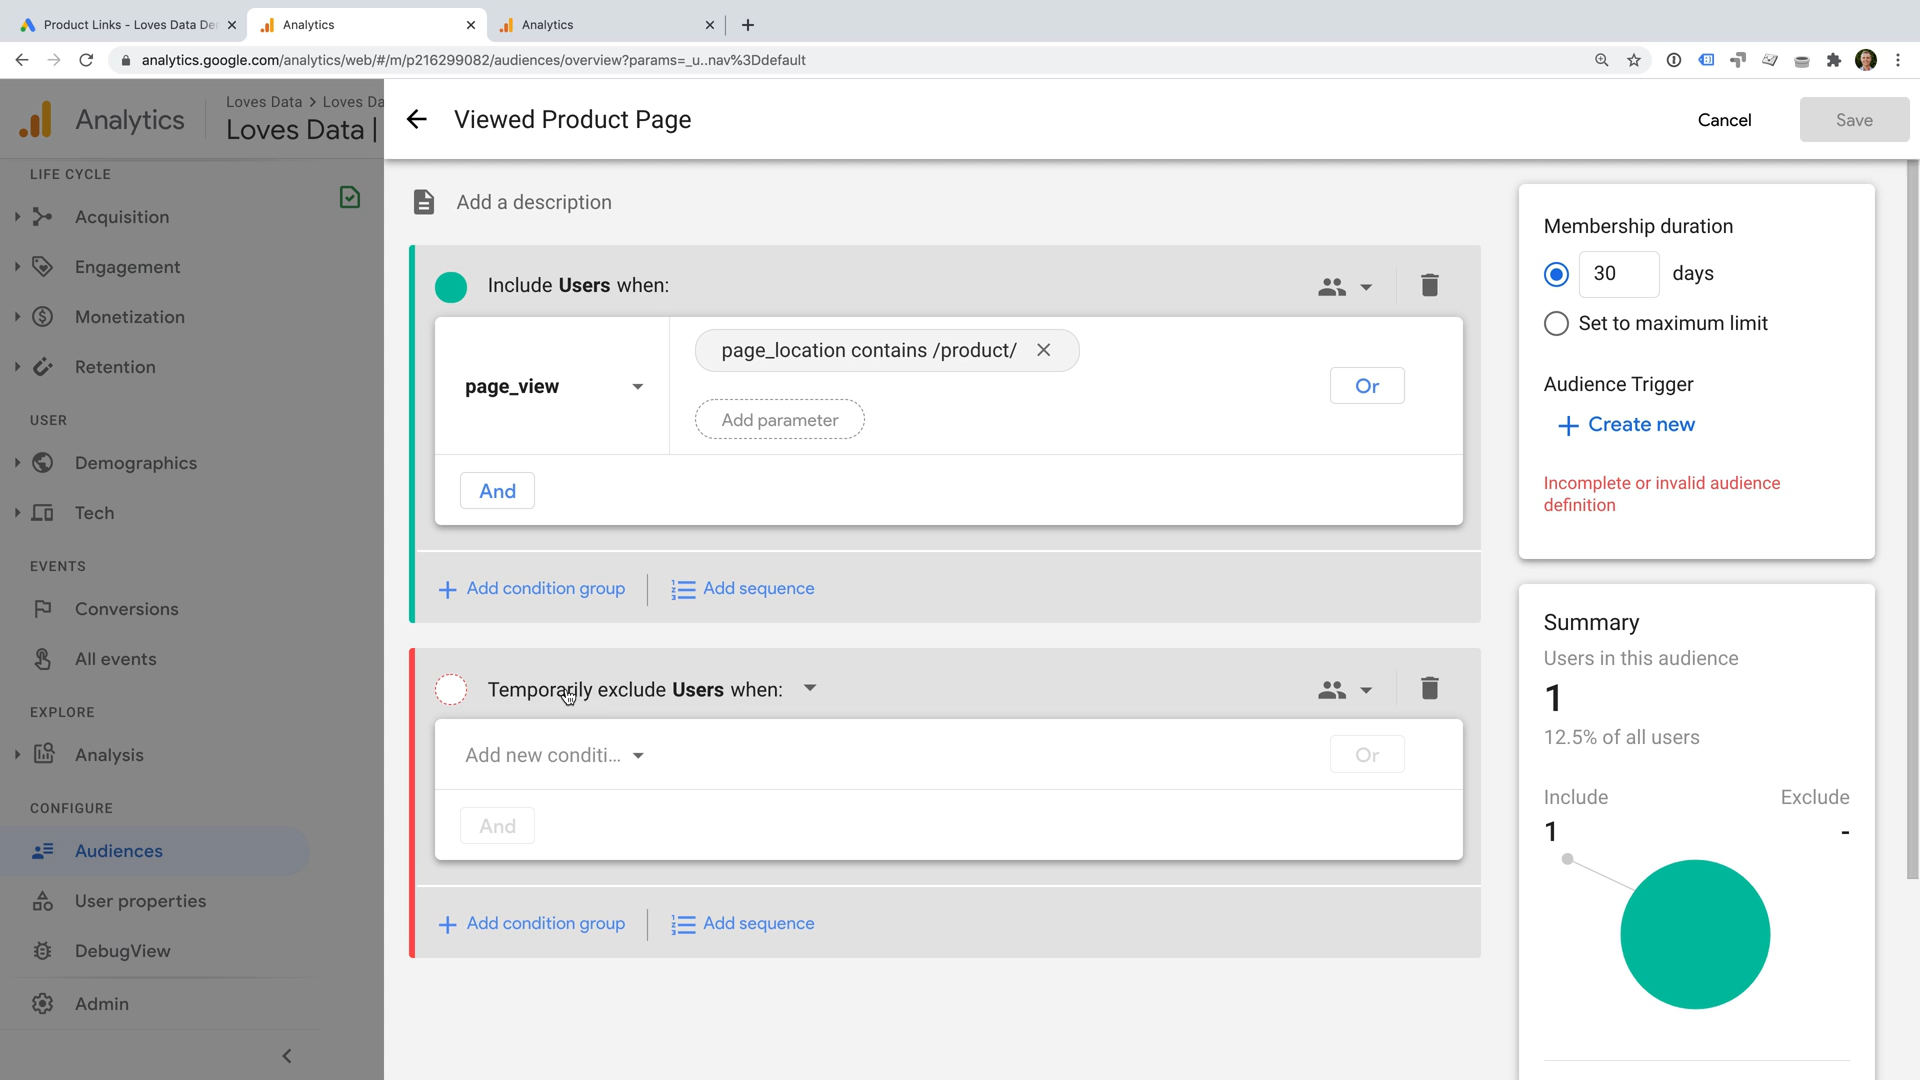 Product Links - Loves Data De
Analytics
Analytics
analytics.google.com/analytics/web/#/m/p216299082/audiences/overview?params=_u..nav%3Ddefault
Analytics
Loves Data > Loves Da
Loves Data |
Viewed Product Page
Cancel
Save
LIFE CYCLE
Acquisition
Engagement
Monetization
Retention
USER
Demographics
Tech
EVENTS
Conversions
All events
EXPLORE
Analysis
CONFIGURE
Audiences
User properties
DebugView
Admin
Add a description
Include Users when:
page_view
page_location contains /product/
Add parameter
Or
And
Add condition group
Add sequence
Temporarily exclude Users when:
Add new conditi...
Or
And
Add condition group
Add sequence
Membership duration
30 days
Set to maximum limit
Audience Trigger
Create new
Incomplete or invalid audience
definition
Summary
Users in this audience
1
12.5% of all users
Include Exclude
1 -